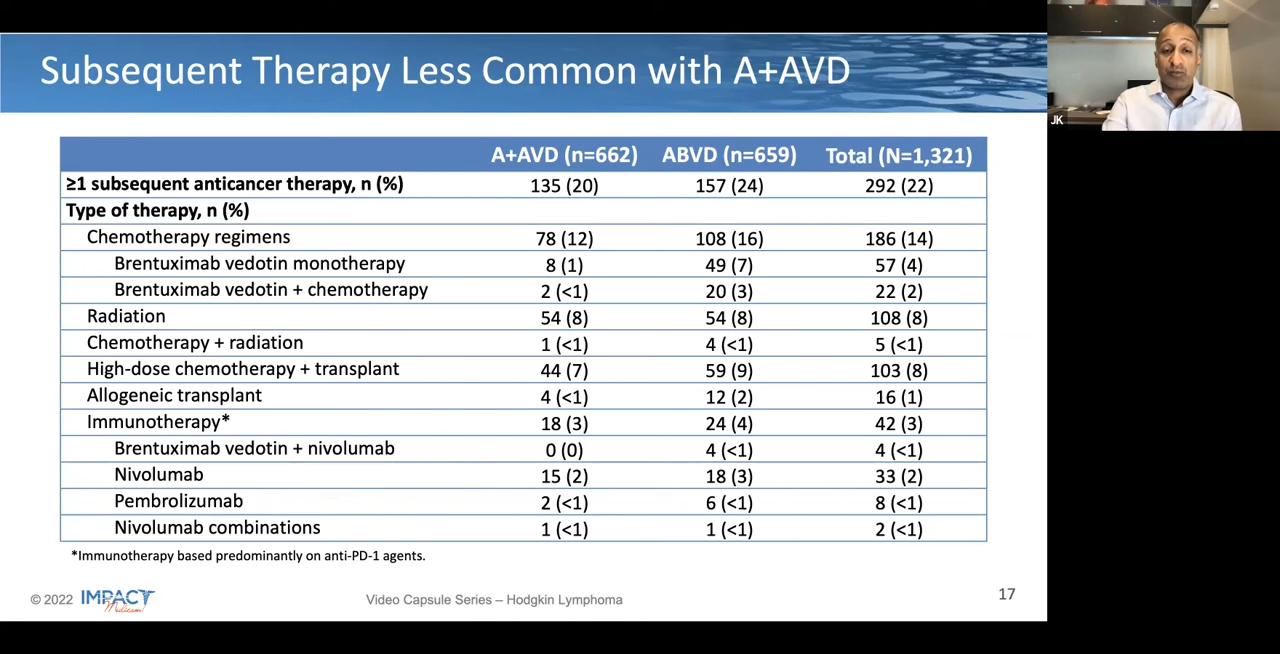 Subsequent Therapy Less Common with A+AVD
JK
A+AVD (n=662) ABVD (n=659) Total (N=1,321)
≥1 subsequent anticancer therapy, n (%) 135 (20) 157 (24) 292 (22)
Type of therapy, n (%)
Chemotherapy regimens 78 (12) 108 (16) 186 (14)
Brentuximab vedotin monotherapy 8 (1) 49 (7) 57 (4)
Brentuximab vedotin + chemotherapy 2 (<1) 20 (3) 22 (2)
Radiation 54 (8) 54 (8) 108 (8)
Chemotherapy + radiation 1 (<1) 4 (<1) 5 (<1)
High-dose chemotherapy + transplant 44 (7) 59 (9) 103 (8)
Allogeneic transplant 4 (<1) 12 (2) 16 (1)
Immunotherapy* 18 (3) 24 (4) 42 (3)
Brentuximab vedotin + nivolumab 0 (0) 4 (<1) 4 (<1)
Nivolumab 15 (2) 18 (3) 33 (2)
Pembrolizumab 2 (<1) 6 (<1) 8 (<1)
Nivolumab combinations 1 (<1) 1 (<1) 2 (<1)
*Immunotherapy based predominantly on anti-PD-1 agents.
© 2022 IMPACT Medicom Video Capsule Series – Hodgkin Lymphoma 17